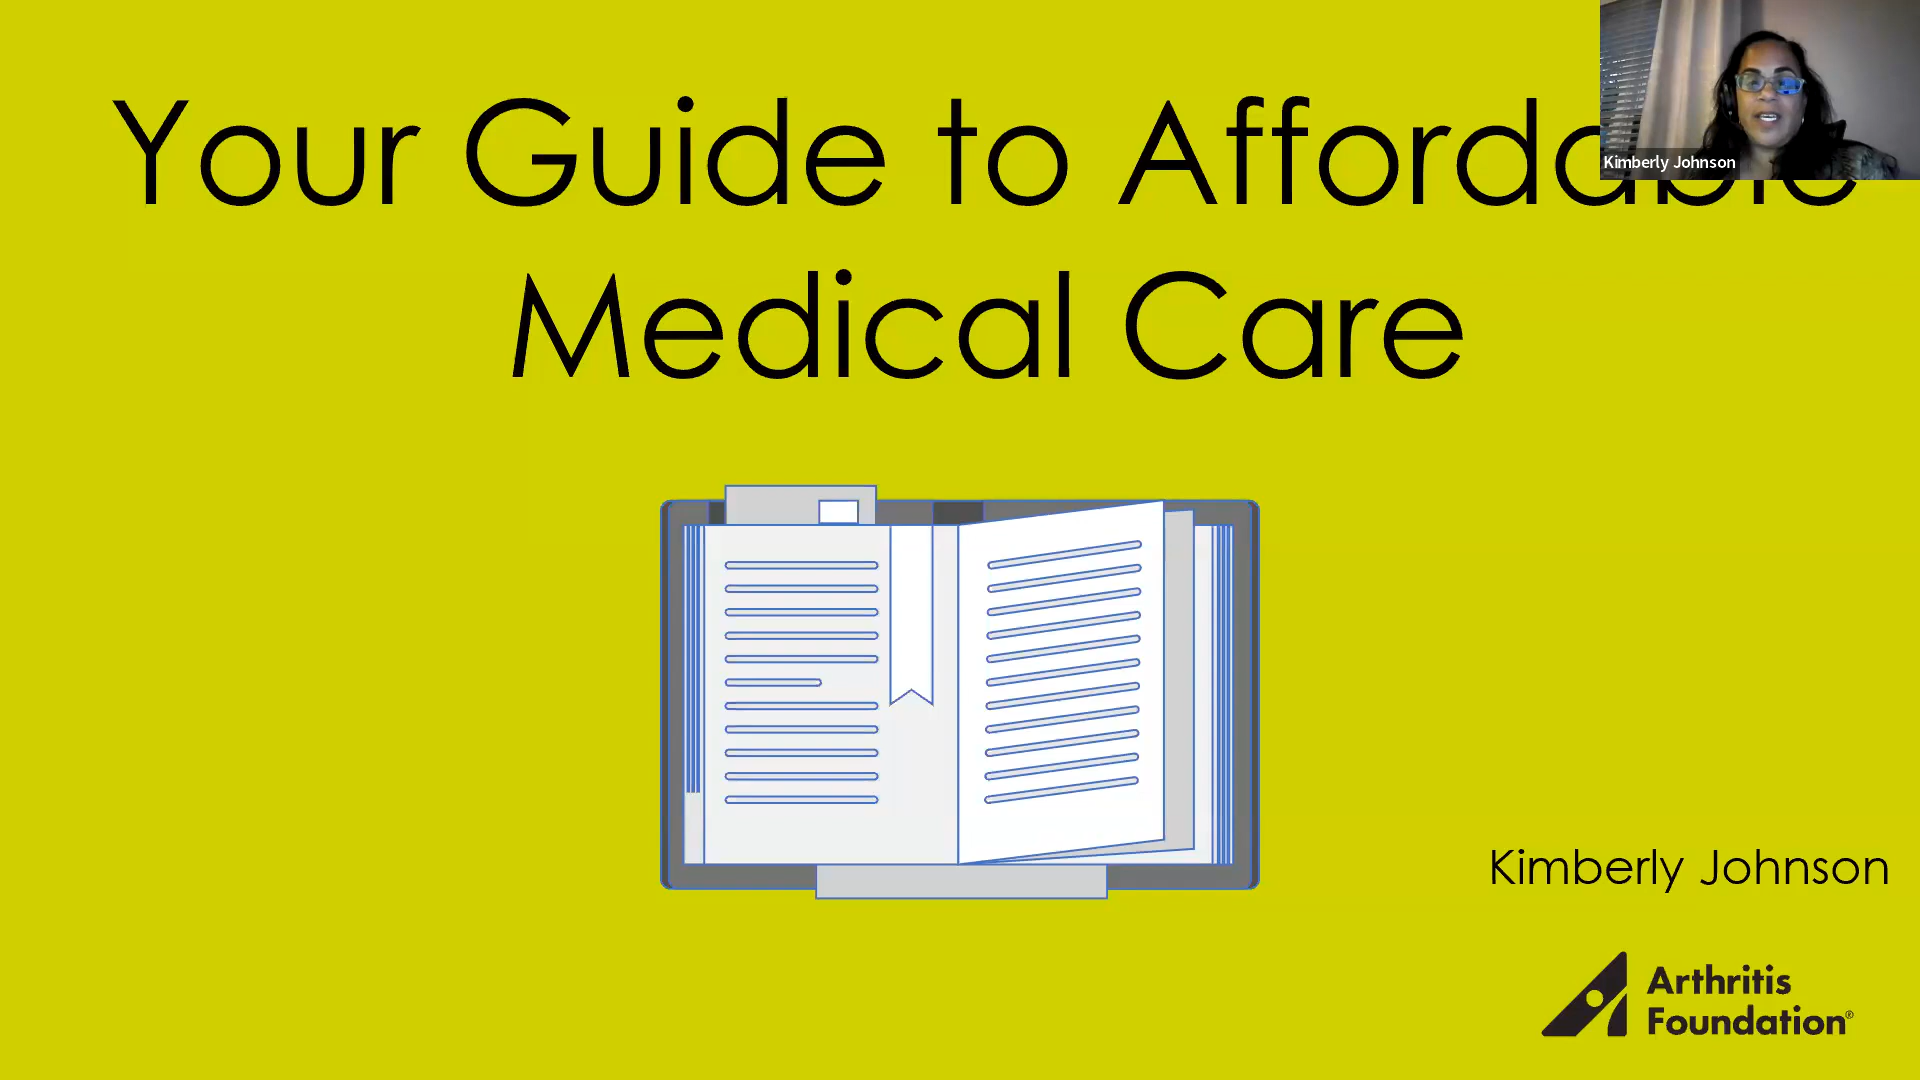 Your Guide to Affordable
Medical Care
Kimberly Johnson
Kimberly Johnson
Arthritis
Foundation®